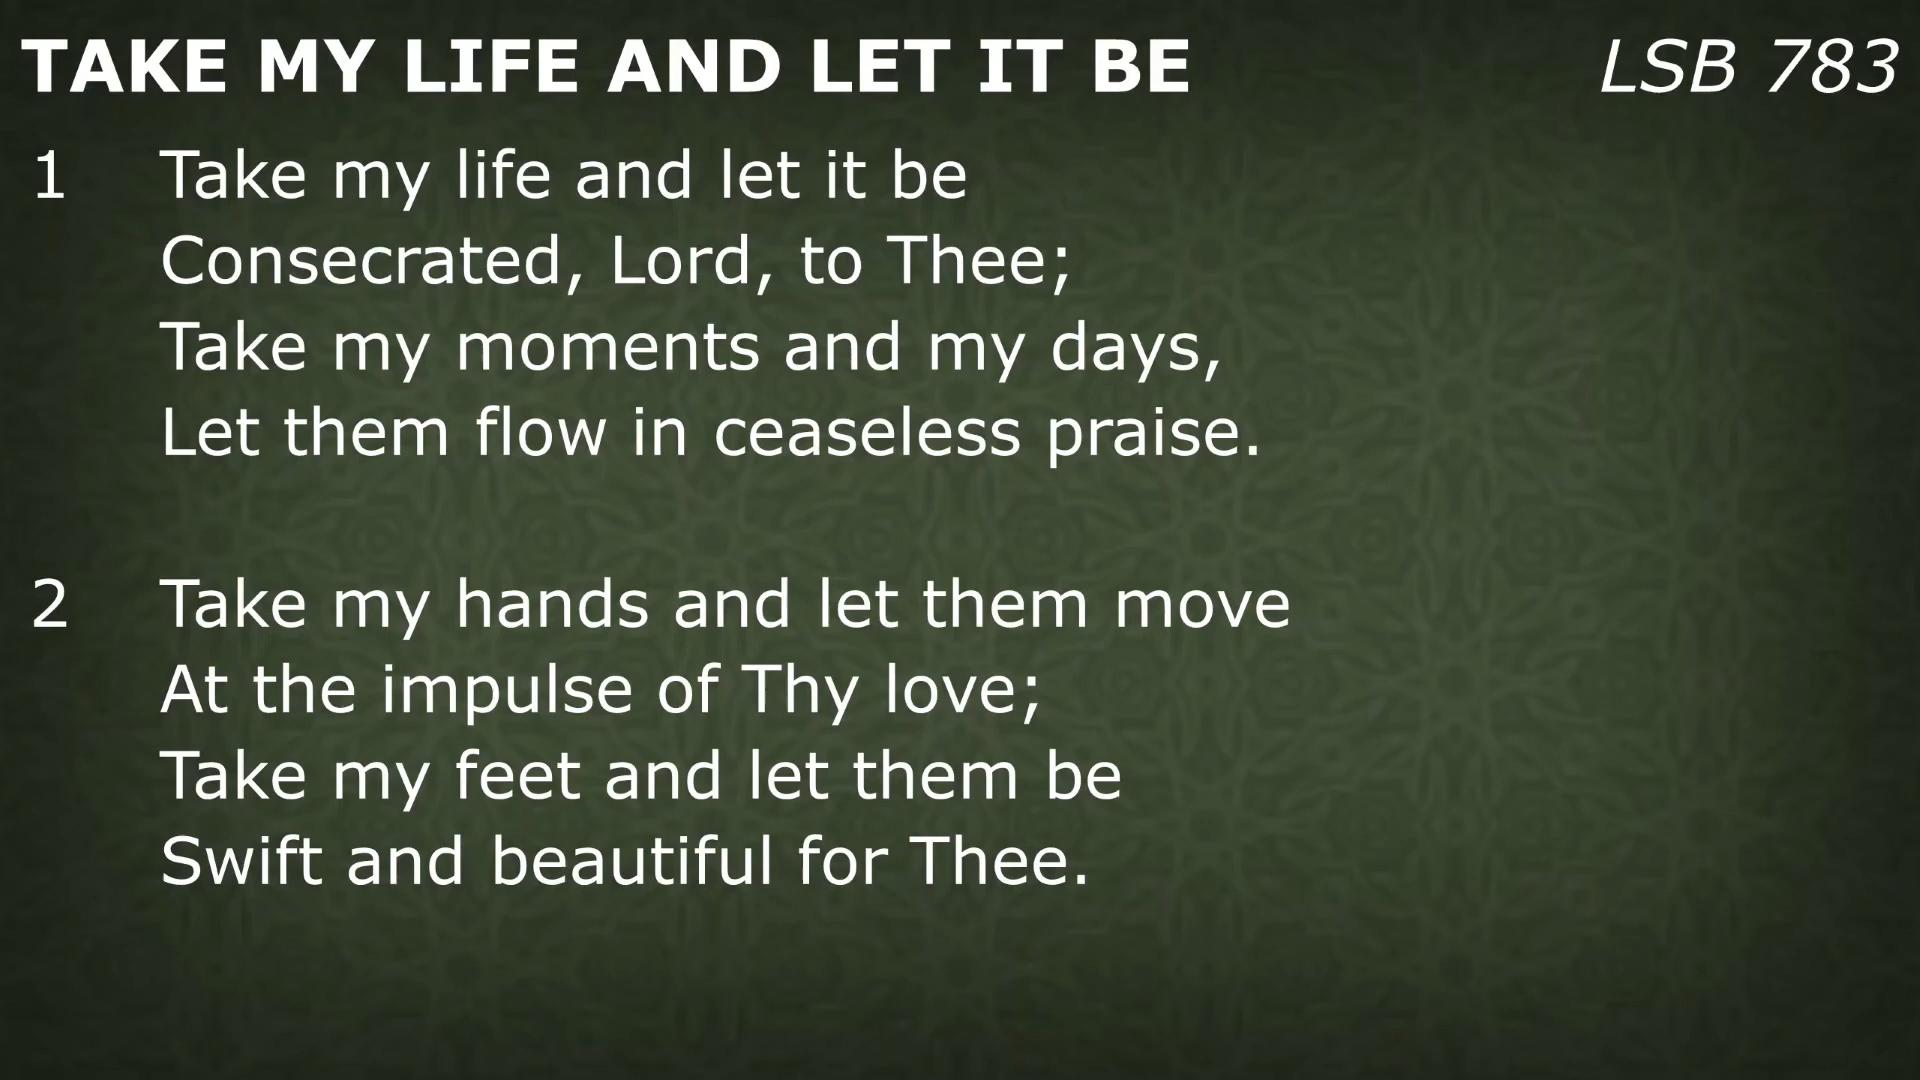 TAKE MY LIFE AND LET IT BE LSB 783
1 Take my life and let it be
Consecrated, Lord, to Thee;
Take my moments and my days,
Let them flow in ceaseless praise.
2 Take my hands and let them move
At the impulse of Thy love;
Take my feet and let them be
Swift and beautiful for Thee.